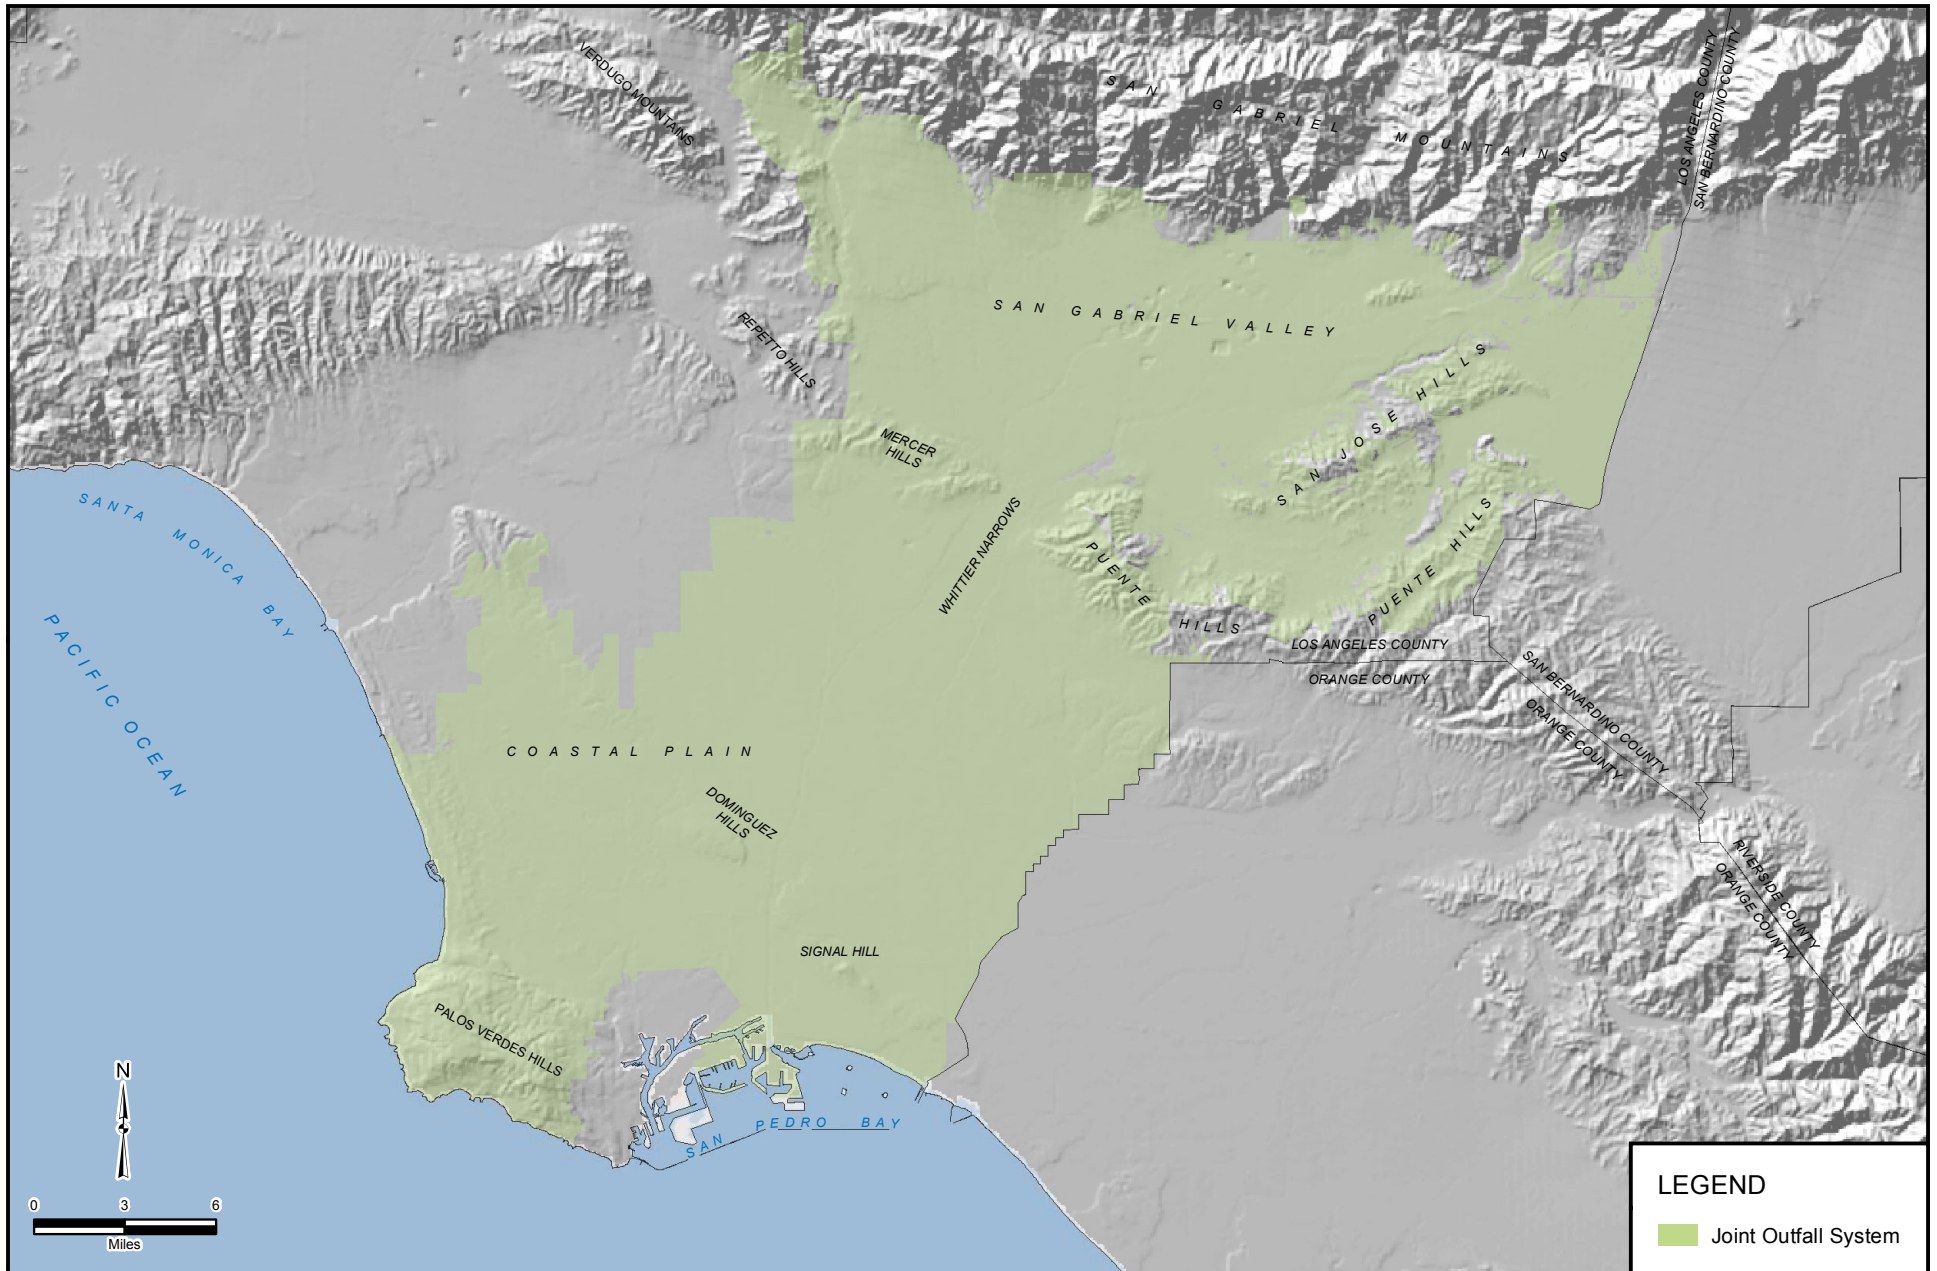 VERDUGO MOUNTAINS
SAN GABRIEL MOUNTAINS
LOS ANGELES COUNTY
SAN BERNARDINO COUNTY
SAN GABRIEL VALLEY
REPETTO HILLS
SAN JOSE HILLS
MERCER
HILLS
WHITTIER NARROWS
PUENTE HILLS
PUENTE HILLS
SANTA MONICA BAY
PACIFIC OCEAN
LOS ANGELES COUNTY
ORANGE COUNTY
SAN BERNARDINO COUNTY
ORANGE COUNTY
COASTAL PLAIN
DOMINGUEZ
HILLS
RIVERSIDE COUNTY
ORANGE COUNTY
SIGNAL HILL
PALOS VERDES HILLS
SAN PEDRO BAY
N
0 3 6
Miles
LEGEND
Joint Outfall System